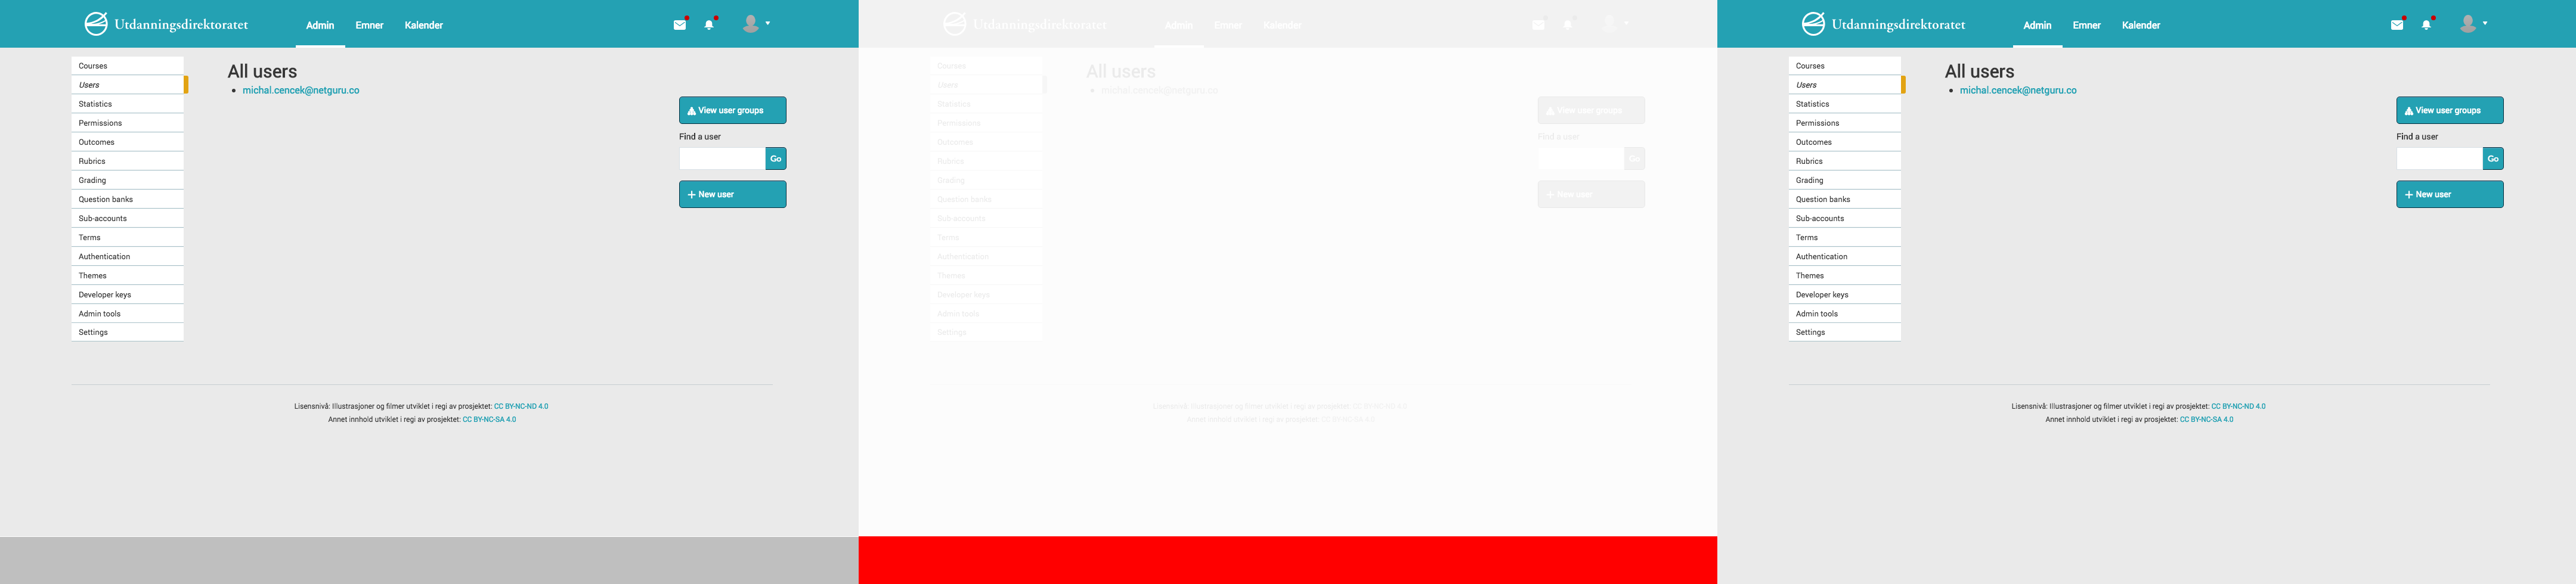 Utdanningsdirektoratet
Admin Emner Kalender
Courses
Users
Statistics
Permissions
Outcomes
Rubrics
Grading
Question banks
Sub-accounts
Terms
Authentication
Themes
Developer keys
Admin tools
Settings
All users
michal.cencek@netguru.co
View user groups
Find a user
Go
New user
Lisensnivå: Illustrasjoner og filmer utviklet i regi av prosjektet: CC BY-NC-ND 4.0
Annet innhold utviklet i regi av prosjektet: CC BY-NC-SA 4.0
Utdanningsdirektoratet
Admin Emner Kalender
Courses
Users
Statistics
Permissions
Outcomes
Rubrics
Grading
Question banks
Sub-accounts
Terms
Authentication
Themes
Developer keys
Admin tools
Settings
All users
michal.cencek@netguru.co
View user groups
Find a user
Go
New user
Lisensnivå: Illustrasjoner og filmer utviklet i regi av prosjektet: CC BY-NC-ND 4.0
Annet innhold utviklet i regi av prosjektet: CC BY-NC-SA 4.0
Utdanningsdirektoratet
Admin Emner Kalender
Courses
Users
Statistics
Permissions
Outcomes
Rubrics
Grading
Question banks
Sub-accounts
Terms
Authentication
Themes
Developer keys
Admin tools
Settings
All users
michal.cencek@netguru.co
View user groups
Find a user
Go
New user
Lisensnivå: Illustrasjoner og filmer utviklet i regi av prosjektet: CC BY-NC-ND 4.0
Annet innhold utviklet i regi av prosjektet: CC BY-NC-SA 4.0